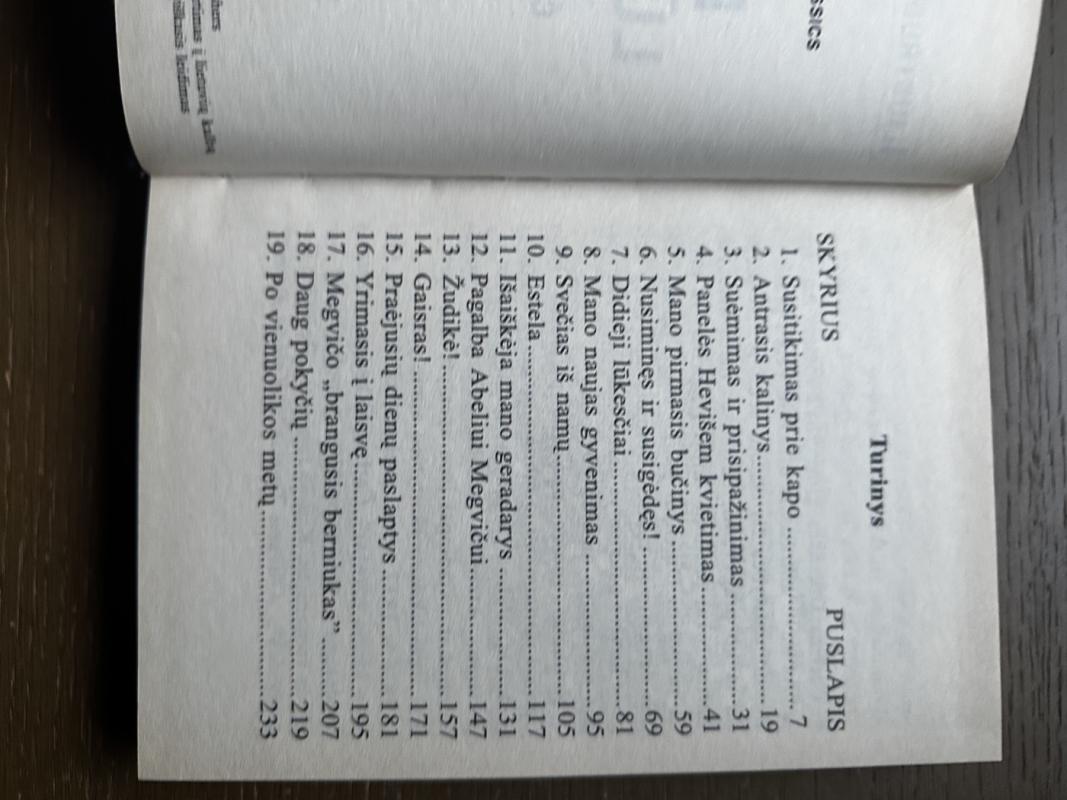 SSICS
į lietuvių kalbą
leidimas
Turinys
SKYRIUS PUSLAPIS
1. Susitikimas prie kapo ........................ 7
2. Antrasis kalinys ........................ 19
3. Suėmimas ir prisipažinimas ........................ 31
4. Panelės Hevišem kvietimas ........................ 41
5. Mano pirmasis bučinys ........................ 59
6. Nusiminęs ir susigėdęs! ........................ 69
7. Didieji lūkesčiai ........................ 81
8. Mano naujas gyvenimas ........................ 95
9. Svečias iš namų ........................ 105
10. Estela ........................ 117
11. Išaiškėja mano geradarys ........................ 131
12. Pagalba Abeliui Megvičui ........................ 147
13. Žudikė! ........................ 157
14. Gaisras! ........................ 171
15. Praėjusių dienų paslaptys ........................ 181
16. Yrimasis į laisvę ........................ 195
17. Megvičo „brangusis berniukas” ........................ 207
18. Daug pokyčių ........................ 219
19. Po vienuolikos metų ........................ 233